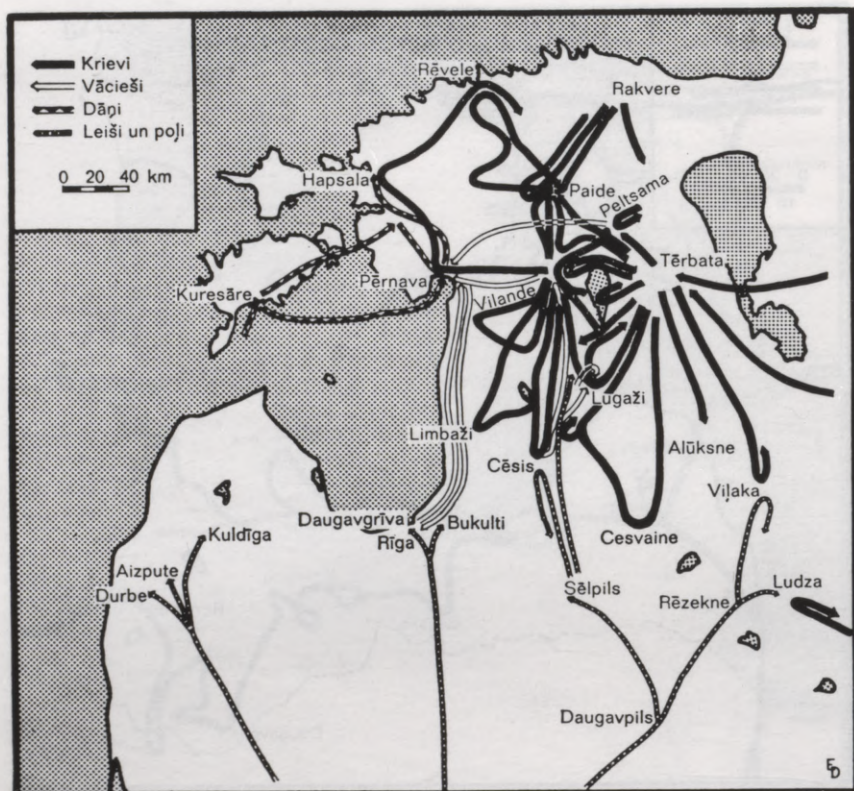 Krievi
Vācieši
Dāņi
Leiši un poļi
0 20 40 km
Rēvele
Rakvere
Hapsala
Paide
Peltsama
Tērbata
Kuresāre
Pērnava
Vilande
Lugaži
Limbaži
Alūksne
Cēsis
Viļaka
Daugavgrīva
Bukulti
Rīga
Cesvaine
Kuldīga
Aizpute
Durbe
Sēlpils
Rēzekne
Ludza
Daugavpils
ED